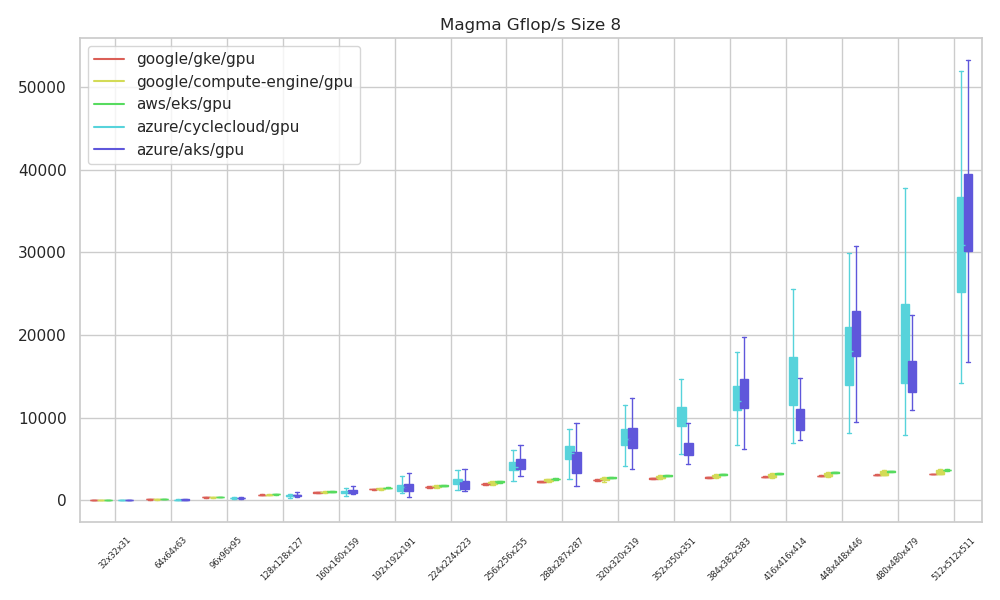 Magma Gflop/s Size 8
google/gke/gpu
google/compute-engine/gpu
aws/eks/gpu
azure/cyclecloud/gpu
azure/aks/gpu
50000
40000
30000
20000
10000
0
32x32x31
64x64x63
96x96x95
128x128x127
160x160x159
192x192x191
224x224x223
256x256x255
288x287x287
320x320x319
352x350x351
384x382x383
416x416x414
448x448x446
480x480x479
512x512x511